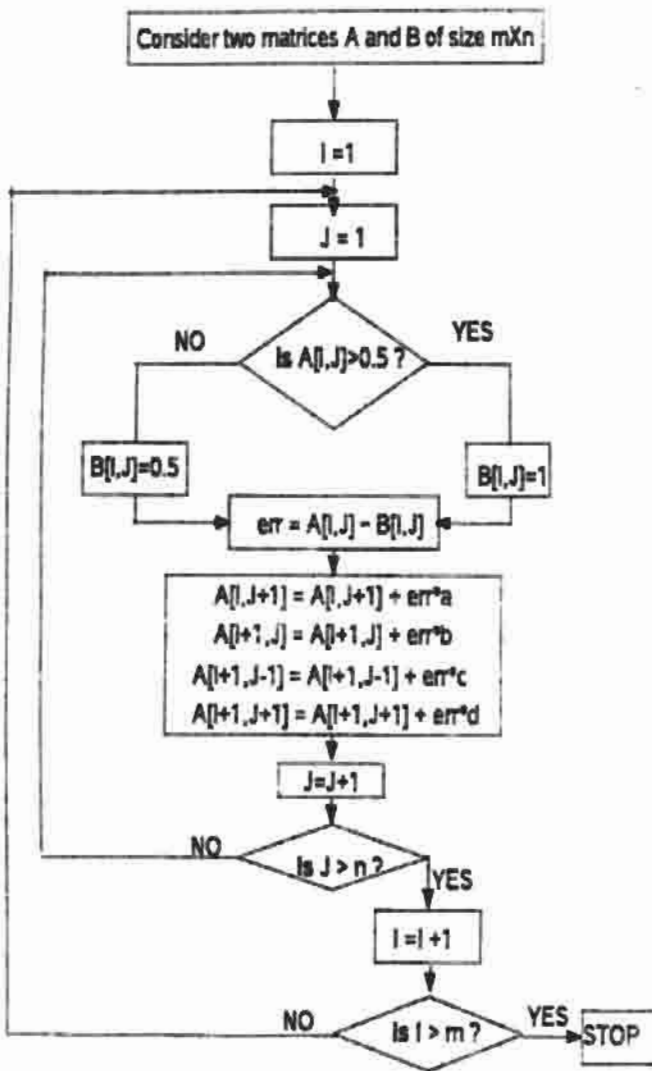 Consider two matrices A and B of size mXn
I =1
J = 1
NO
YES
Is A[I,J]>0.5 ?
B[I,J]=0.5
B[I,J]=1
err = A[I,J] - B[I,J]
A[I,J+1] = A[I,J+1] + err*a
A[I+1,J] = A[I+1,J] + err*b
A[I+1,J-1] = A[I+1,J-1] + err*c
A[I+1,J+1] = A[I+1,J+1] + err*d
J=J+1
NO
Is J > n ?
YES
I =I +1
NO
Is I > m ?
YES
STOP